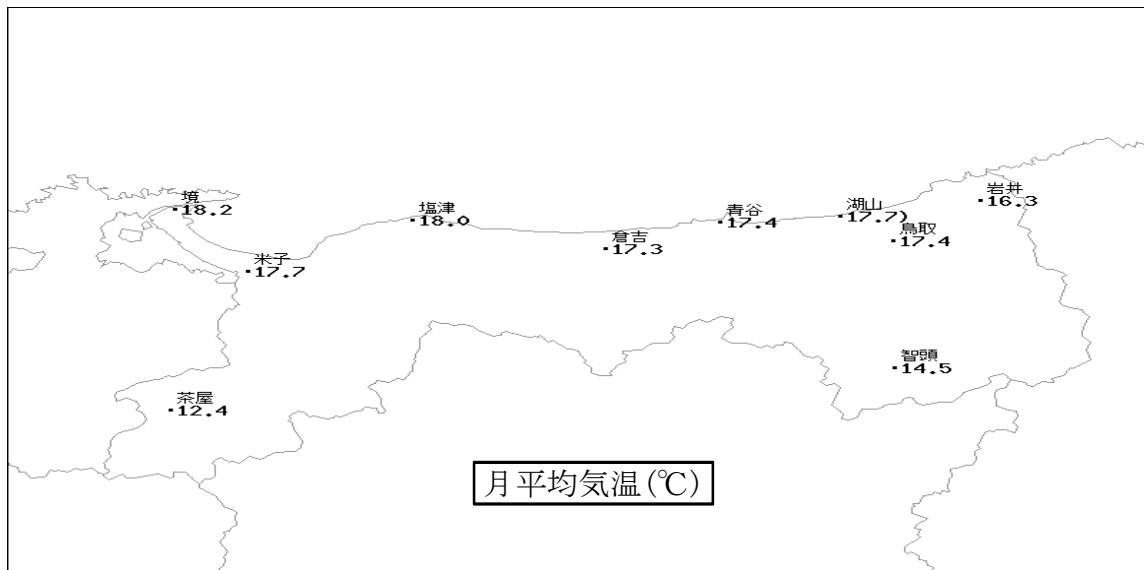 境
18.2
米子
17.7
塩津
18.0
倉吉
17.3
青谷
17.4
湖山
17.7)
鳥取
17.4
岩井
16.3
智頭
14.5
茶屋
12.4
月平均気温(℃)